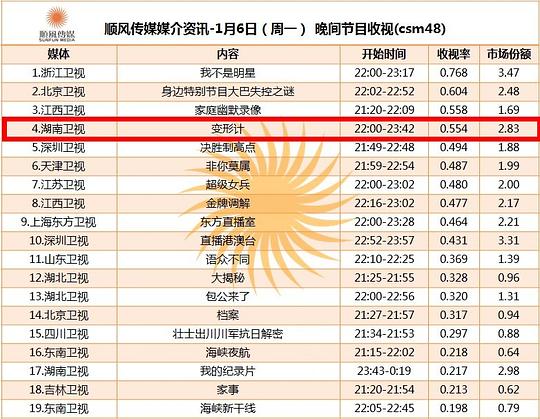 顺风传媒
SUNFUN MEDIA
顺风传媒媒介资讯-1月6日（周一） 晚间节目收视(csm48)
媒体 内容 开始时间 收视率 市场份额
1.浙江卫视 我不是明星 22:00-23:17 0.768 3.47
2.北京卫视 身边特别节目大巴失控之谜 22:02-22:52 0.604 2.48
3.江西卫视 家庭幽默录像 21:20-22:09 0.558 1.69
4.湖南卫视 变形计 22:00-23:42 0.554 2.83
5.深圳卫视 决胜制高点 21:49-22:48 0.494 1.88
6.天津卫视 非你莫属 21:59-22:54 0.487 1.99
7.江苏卫视 超级女兵 22:00-23:02 0.480 2.00
8.江西卫视 金牌调解 22:16-23:02 0.477 2.17
9.上海东方卫视 东方直播室 22:00-23:28 0.464 2.21
10.深圳卫视 直播港澳台 22:52-23:57 0.431 3.31
11.山东卫视 语众不同 22:10-22:25 0.369 1.39
12.湖北卫视 大揭秘 21:25-21:55 0.328 0.96
13.湖北卫视 包公来了 22:00-22:56 0.320 1.31
14.北京卫视 档案 21:27-21:57 0.317 0.94
15.四川卫视 壮士出川川军抗日解密 21:34-21:53 0.297 0.88
16.东南卫视 海峡夜航 21:15-22:02 0.218 0.64
17.湖南卫视 我的纪录片 23:43-0:19 0.217 2.98
18.吉林卫视 家事 21:20-21:54 0.213 0.62
19.东南卫视 海峡新干线 22:05-22:45 0.198 0.79